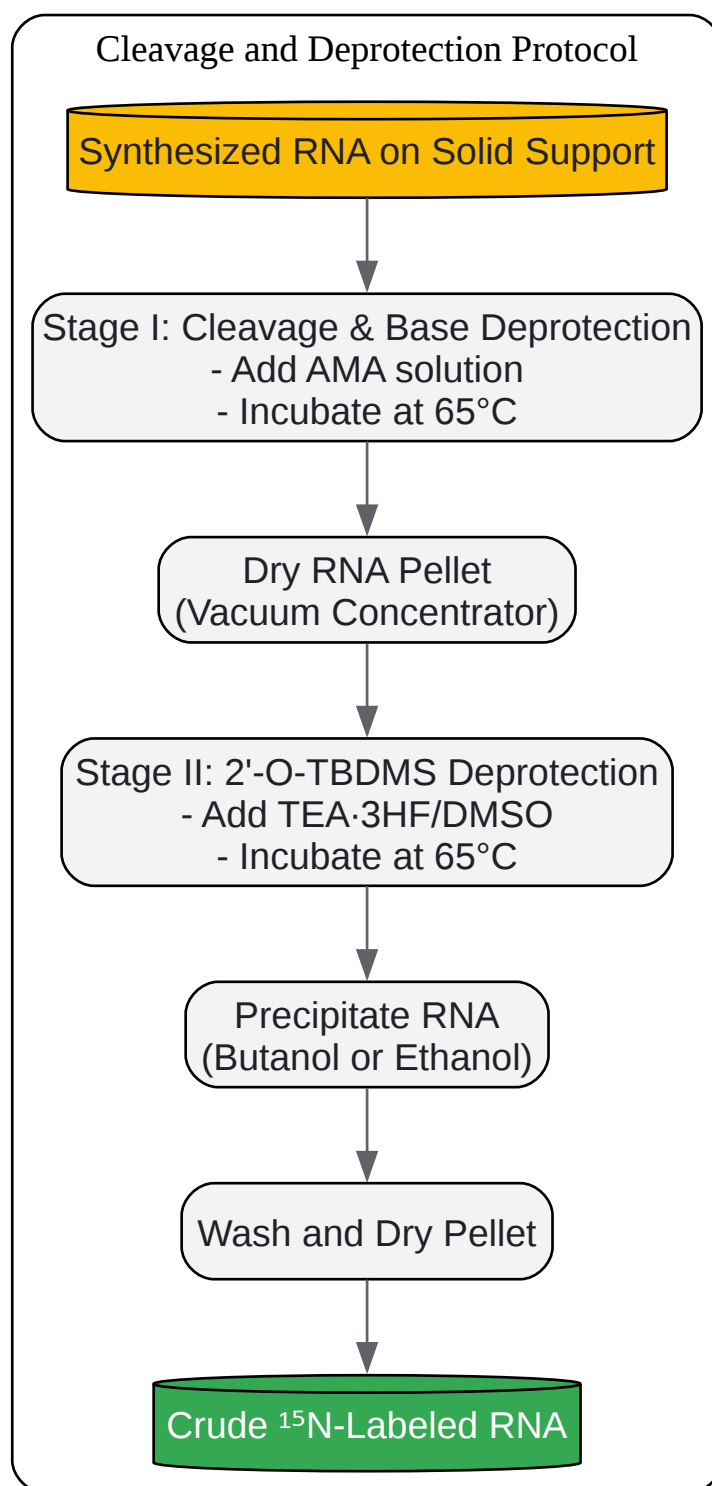 Cleavage and Deprotection Protocol
Synthesized RNA on Solid Support
Stage I: Cleavage & Base Deprotection
- Add AMA solution
- Incubate at 65°C
Dry RNA Pellet
(Vacuum Concentrator)
Stage II: 2'-O-TBDMS Deprotection
- Add TEA·3HF/DMSO
- Incubate at 65°C
Precipitate RNA
(Butanol or Ethanol)
Wash and Dry Pellet
Crude ¹⁵N-Labeled RNA